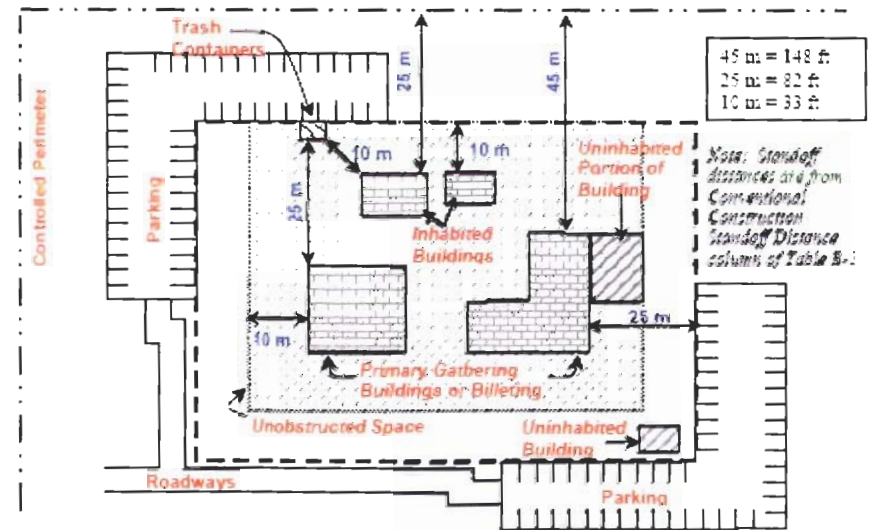 Trash
Containers
25 m
45 m
45 m = 148 ft
25 m = 82 ft
10 m = 33 ft
Controlled Perimeter
Parking
10 m
10 m
Uninhabited
Portion of
Building
Note: Standoff
distances are from
Conventional
Construction
Standoff Distance
column of Table B-1
25 m
Inhabited
Buildings
10 m
25 m
Primary Gathering
Buildings or Billeting
Unobstructed Space
Uninhabited
Building
Roadways
Parking